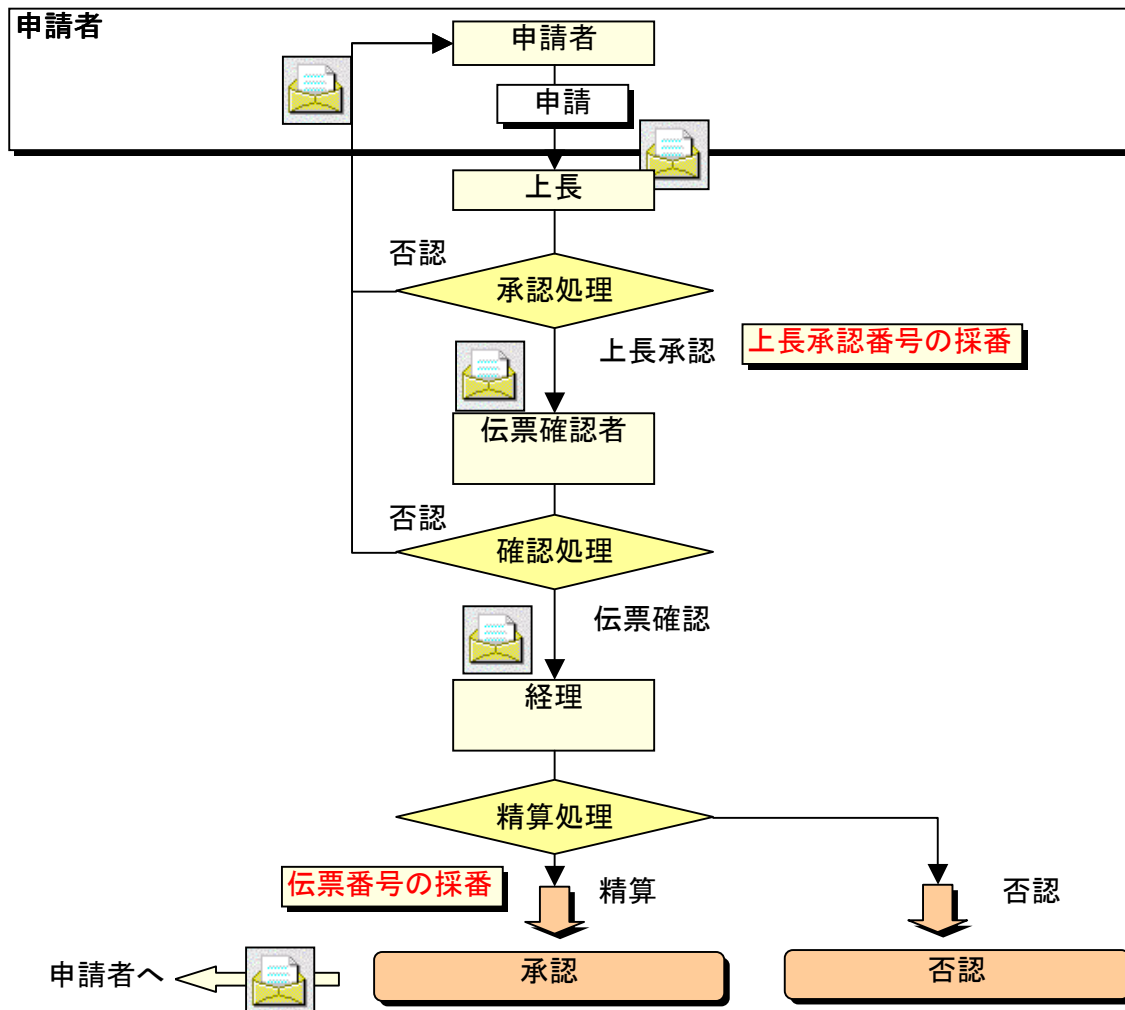 申請者
申請者
申請
上長
否認
承認処理
上長承認
上長承認番号の採番
伝票確認者
否認
確認処理
伝票確認
経理
精算処理
伝票番号の採番
精算
否認
申請者へ
承認
否認